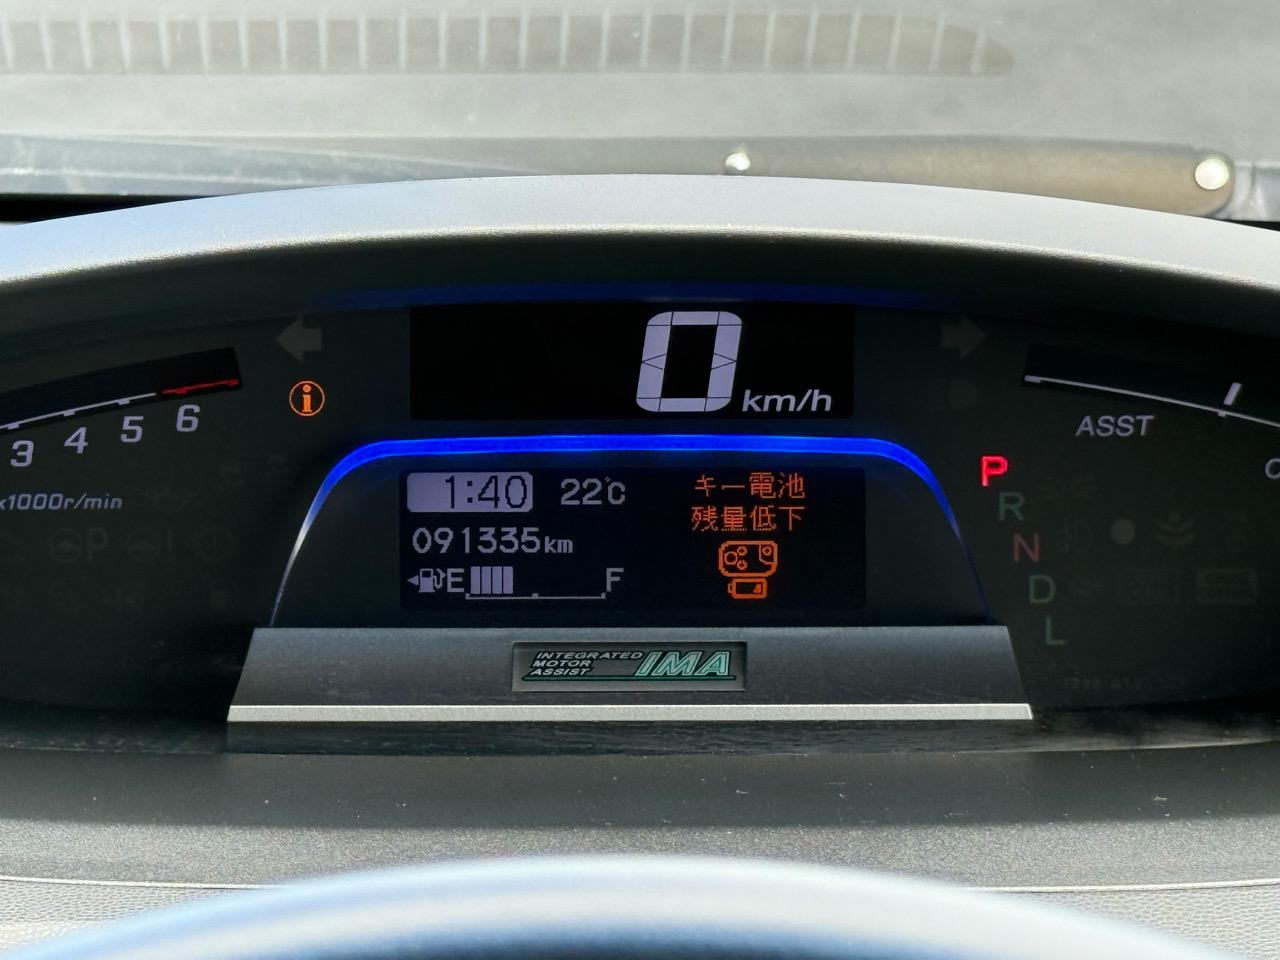 0 km/h
3 4 5 6
x1000r/min
ASST
1:40 22℃
キー電池
残量低下
091335km
E F
P
R
N
D
L
INTEGRATED
MOTOR
ASSIST
IMA